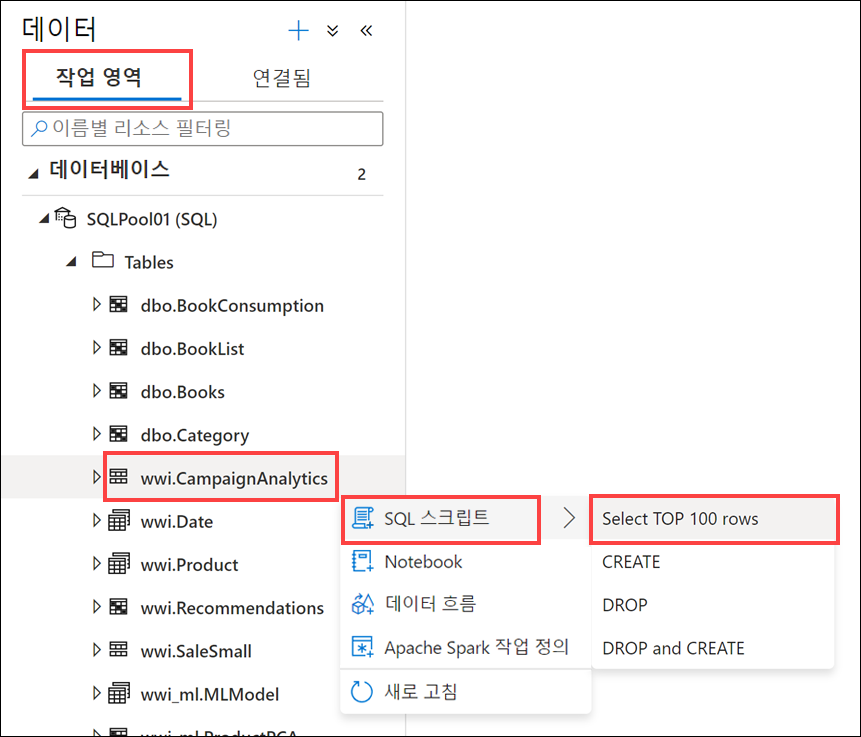 데이터
작업 영역 연결됨
이름별 리소스 필터링
데이터베이스 2
SQLPool01 (SQL)
Tables
dbo.BookConsumption
dbo.BookList
dbo.Books
dbo.Category
wwi.CampaignAnalytics
wwi.Date
wwi.Product
wwi.Recommendations
wwi.SaleSmall
wwi_ml.MLModel
wwi_ml.ProductPCA
SQL 스크립트
Notebook
데이터 흐름
Apache Spark 작업 정의
새로 고침
Select TOP 100 rows
CREATE
DROP
DROP and CREATE